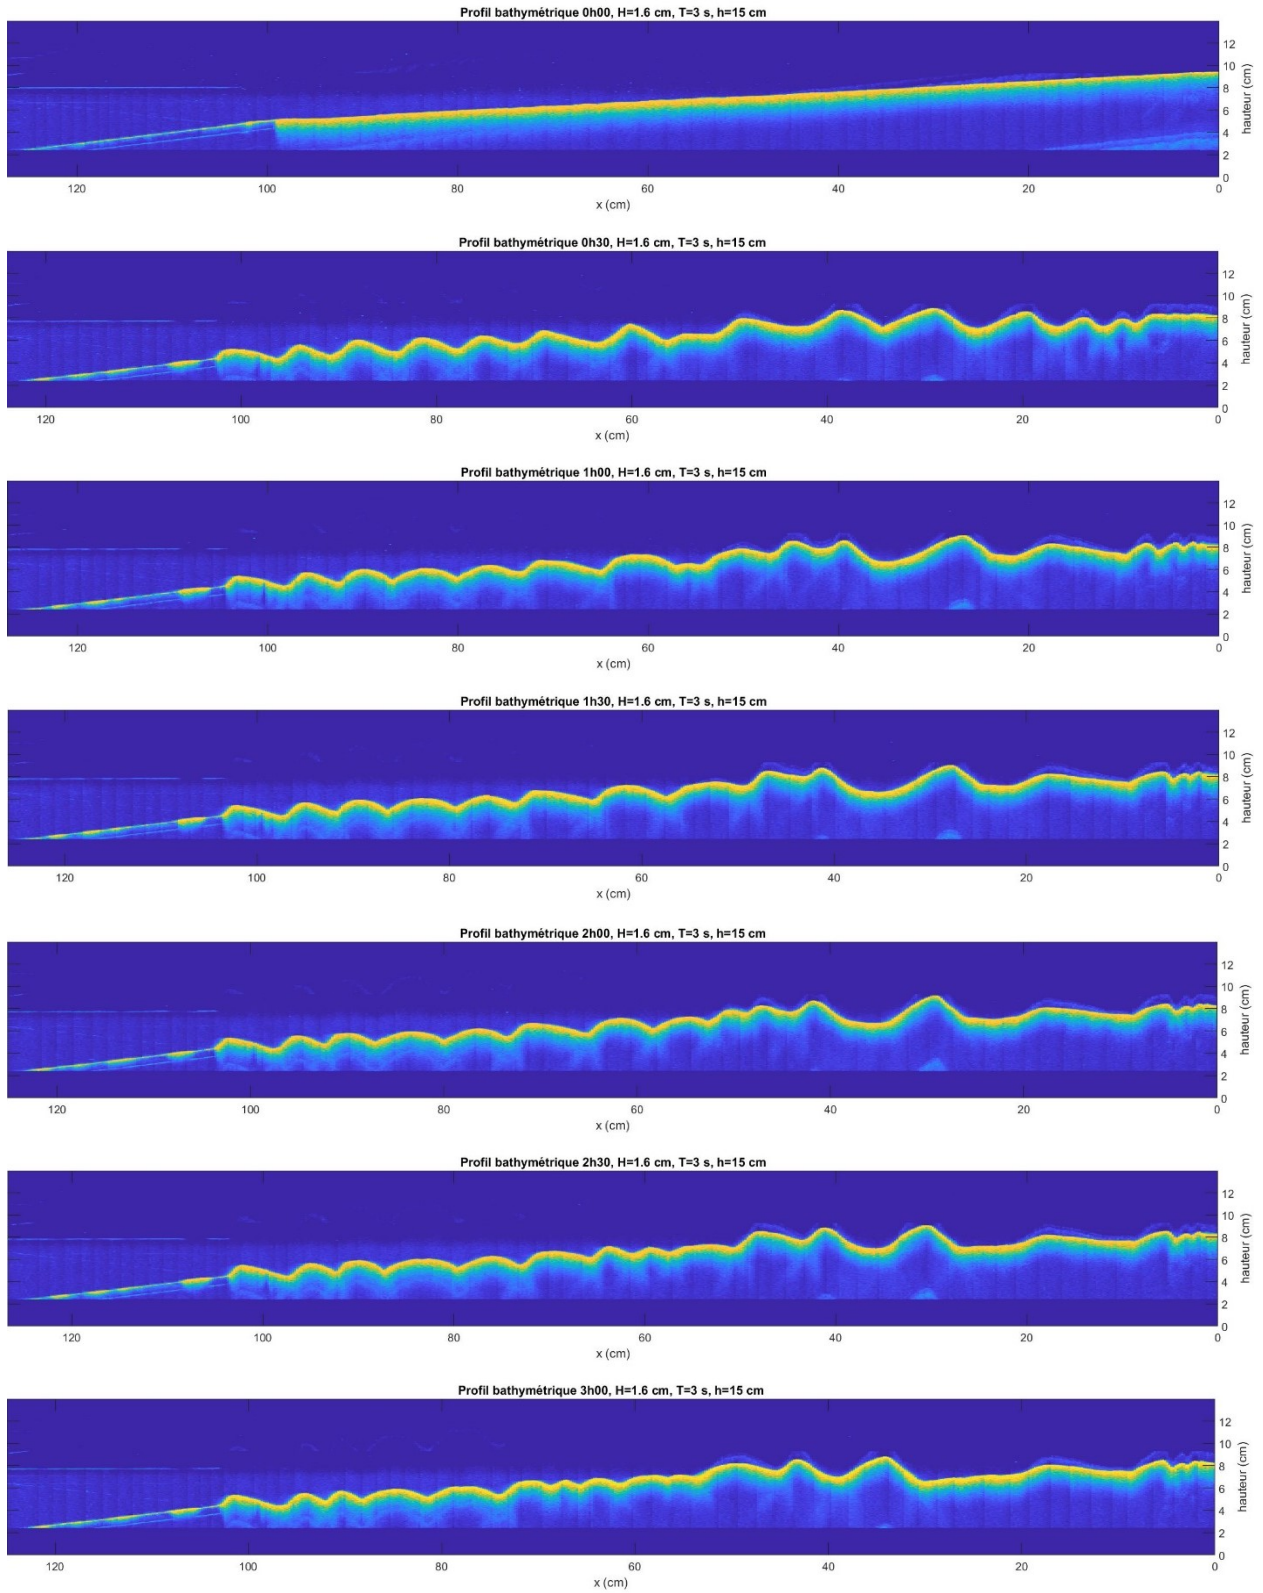 Profil bathymétrique 0h00, H=1.6 cm, T=3 s, h=15 cm
12
10
8
6
4
2
0
hauteur (cm)
120 100 80 60 40 20 0
x (cm)
Profil bathymétrique 0h30, H=1.6 cm, T=3 s, h=15 cm
12
10
8
6
4
2
0
hauteur (cm)
120 100 80 60 40 20 0
x (cm)
Profil bathymétrique 1h00, H=1.6 cm, T=3 s, h=15 cm
12
10
8
6
4
2
0
hauteur (cm)
120 100 80 60 40 20 0
x (cm)
Profil bathymétrique 1h30, H=1.6 cm, T=3 s, h=15 cm
12
10
8
6
4
2
0
hauteur (cm)
120 100 80 60 40 20 0
x (cm)
Profil bathymétrique 2h00, H=1.6 cm, T=3 s, h=15 cm
12
10
8
6
4
2
0
hauteur (cm)
120 100 80 60 40 20 0
x (cm)
Profil bathymétrique 2h30, H=1.6 cm, T=3 s, h=15 cm
12
10
8
6
4
2
0
hauteur (cm)
120 100 80 60 40 20 0
x (cm)
Profil bathymétrique 3h00, H=1.6 cm, T=3 s, h=15 cm
12
10
8
6
4
2
0
hauteur (cm)
120 100 80 60 40 20 0
x (cm)